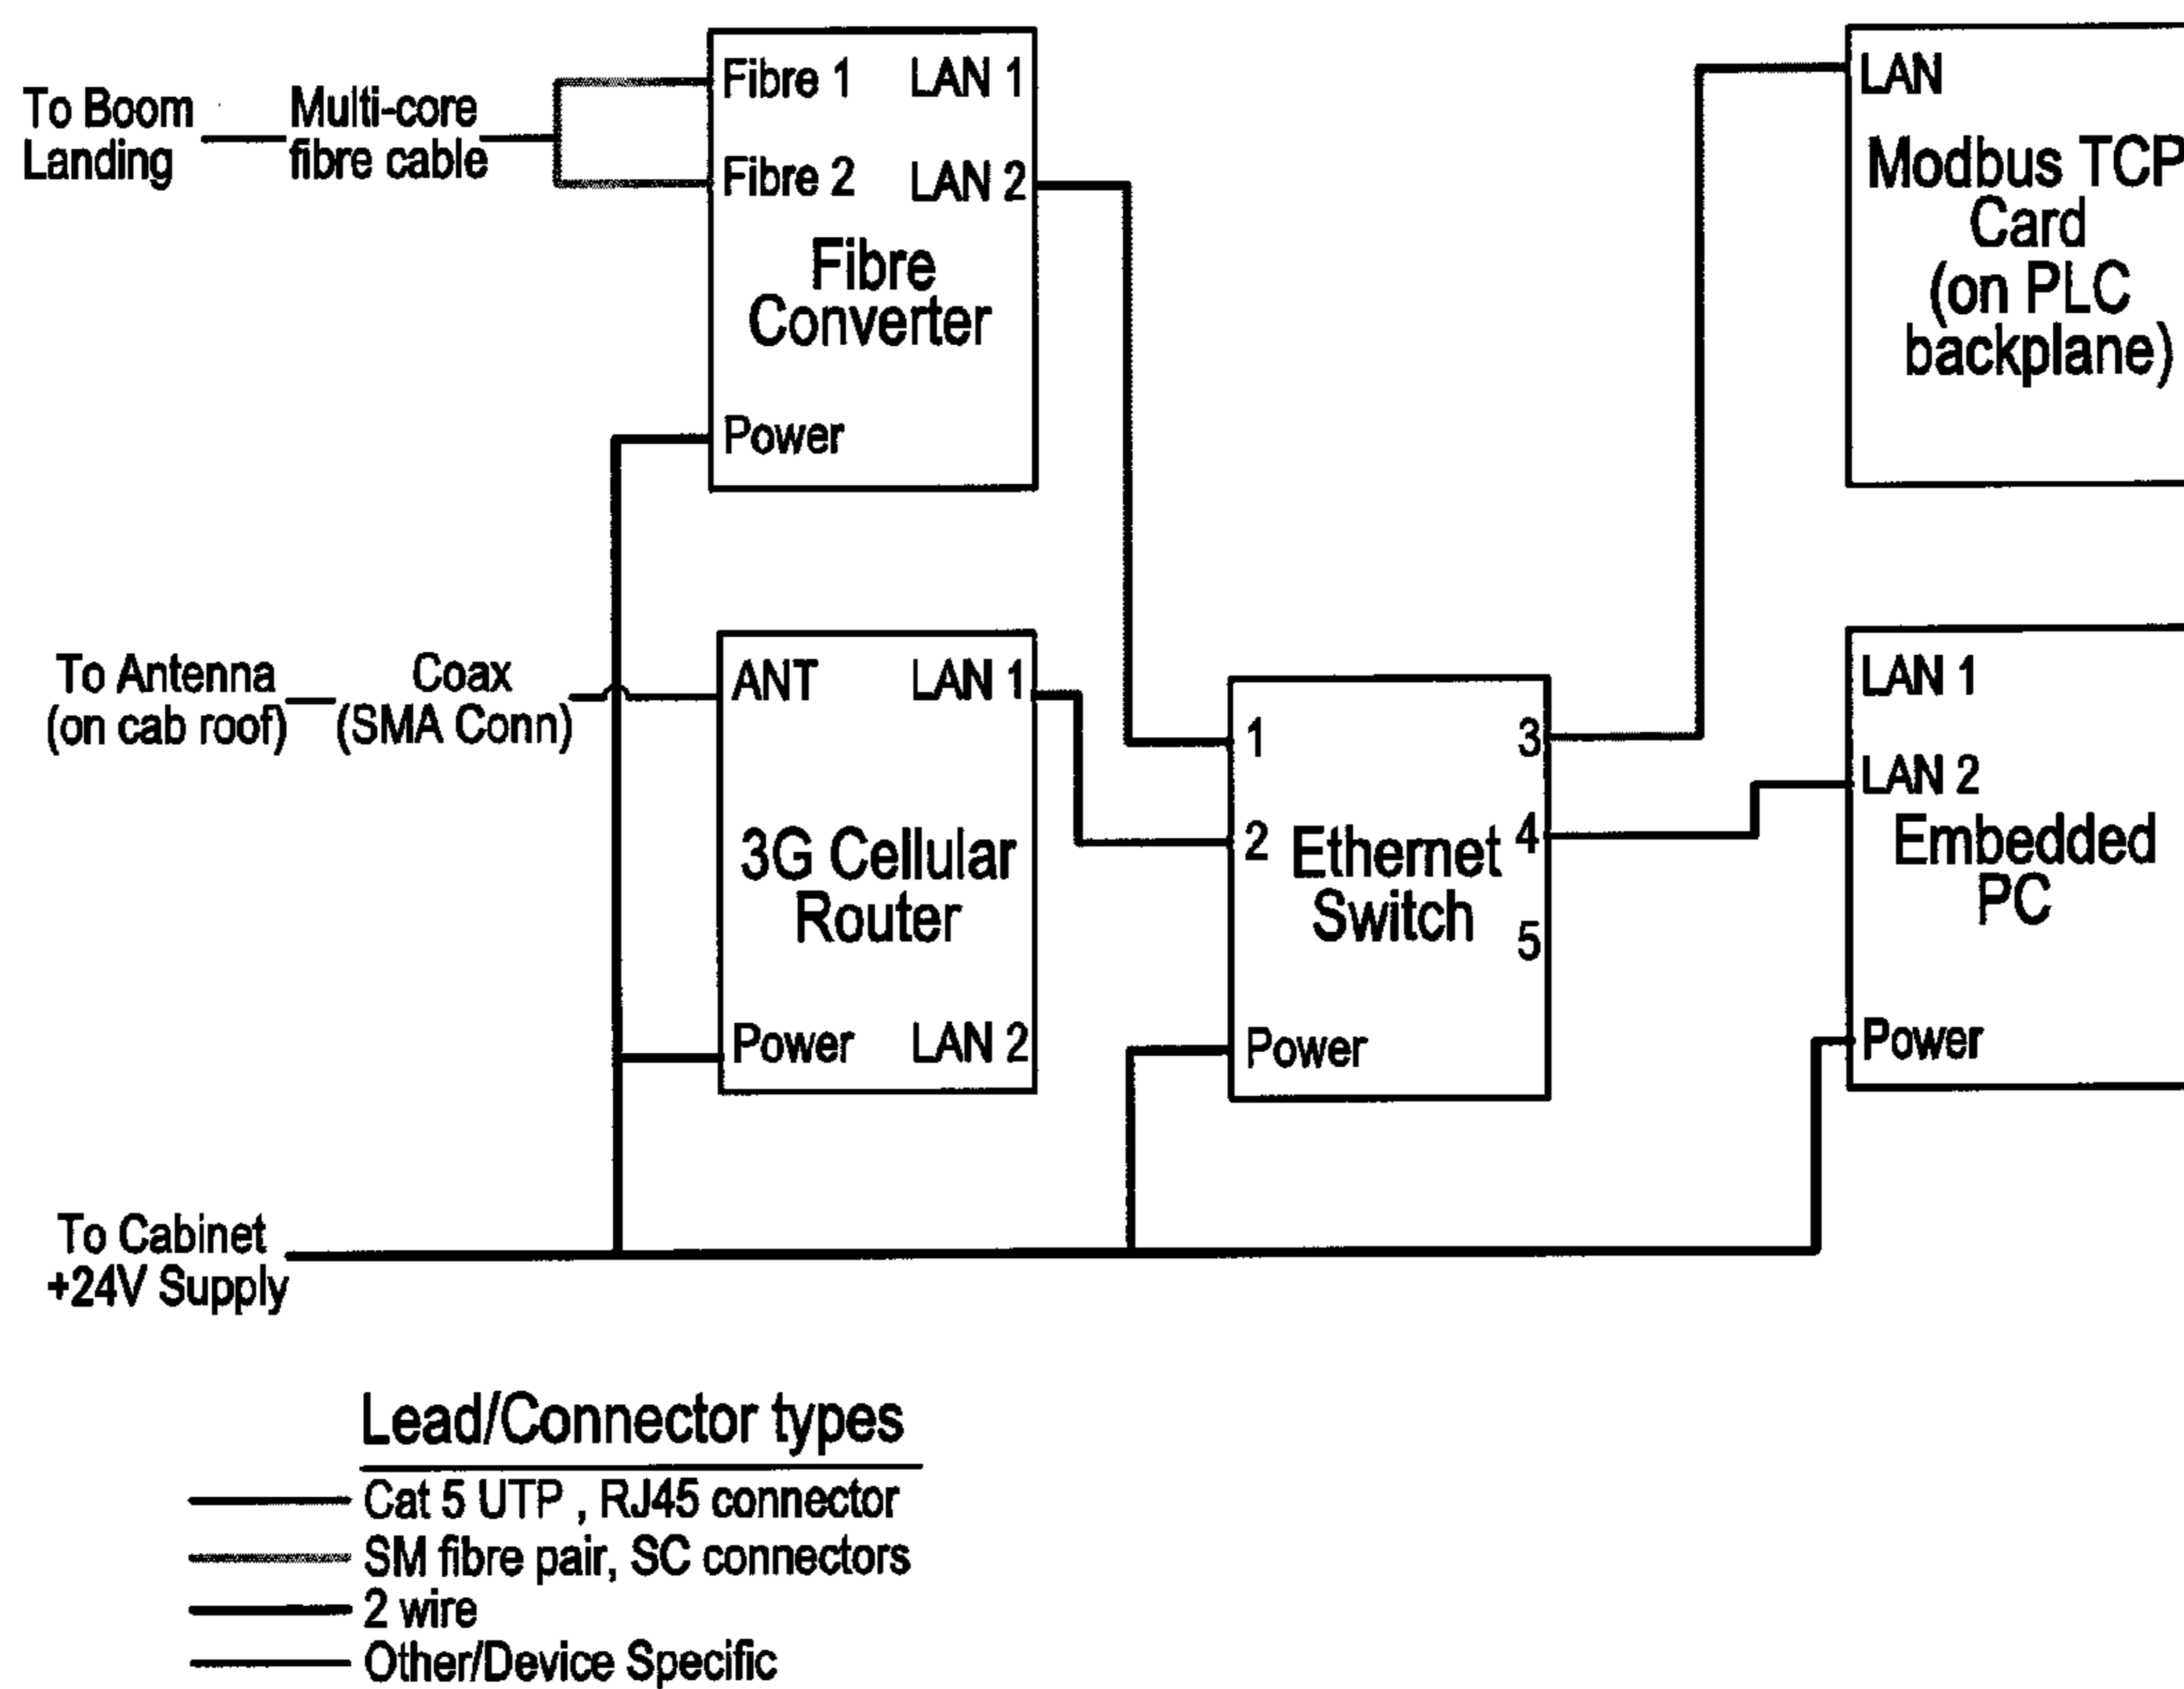 To Boom
Landing
Multi-core
fibre cable
Fibre 1
LAN 1
Fibre 2
LAN 2
Fibre
Converter
Power
LAN
Modbus TCP
Card
(on PLC
backplane)
To Antenna
(on cab roof)
Coax
(SMA Conn)
ANT
LAN 1
3G Cellular
Router
Power
LAN 2
1
2
3
4
5
Ethernet
Switch
Power
LAN 1
LAN 2
Embedded
PC
Power
To Cabinet
+24V Supply
Lead/Connector types
Cat 5 UTP , RJ45 connector
SM fibre pair, SC connectors
2 wire
Other/Device Specific